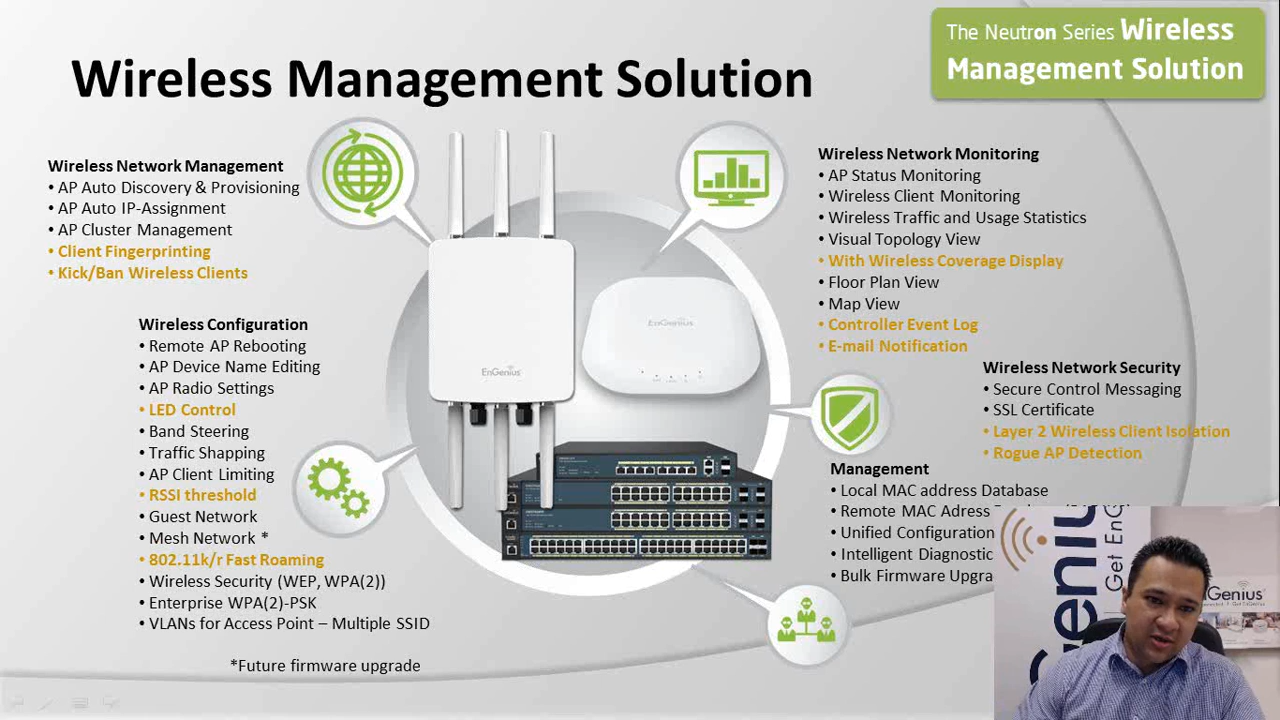 The Neutron Series Wireless
Management Solution
Wireless Management Solution
Wireless Network Management
• AP Auto Discovery & Provisioning
• AP Auto IP-Assignment
• AP Cluster Management
• Client Fingerprinting
• Kick/Ban Wireless Clients
Wireless Configuration
• Remote AP Rebooting
• AP Device Name Editing
• AP Radio Settings
• LED Control
• Band Steering
• Traffic Shapping
• AP Client Limiting
• RSSI threshold
• Guest Network
• Mesh Network *
• 802.11k/r Fast Roaming
• Wireless Security (WEP, WPA(2))
• Enterprise WPA(2)-PSK
• VLANs for Access Point – Multiple SSID
*Future firmware upgrade
EnGenius
EnGenius
Wireless Network Monitoring
• AP Status Monitoring
• Wireless Client Monitoring
• Wireless Traffic and Usage Statistics
• Visual Topology View
• With Wireless Coverage Display
• Floor Plan View
• Map View
• Controller Event Log
• E-mail Notification
Wireless Network Security
• Secure Control Messaging
• SSL Certificate
• Layer 2 Wireless Client Isolation
• Rogue AP Detection
Management
• Local MAC address Database
• Remote MAC Adress
• Unified Configuration
• Intelligent Diagnostic
• Bulk Firmware Upgra
Geniu
Get En
Genius